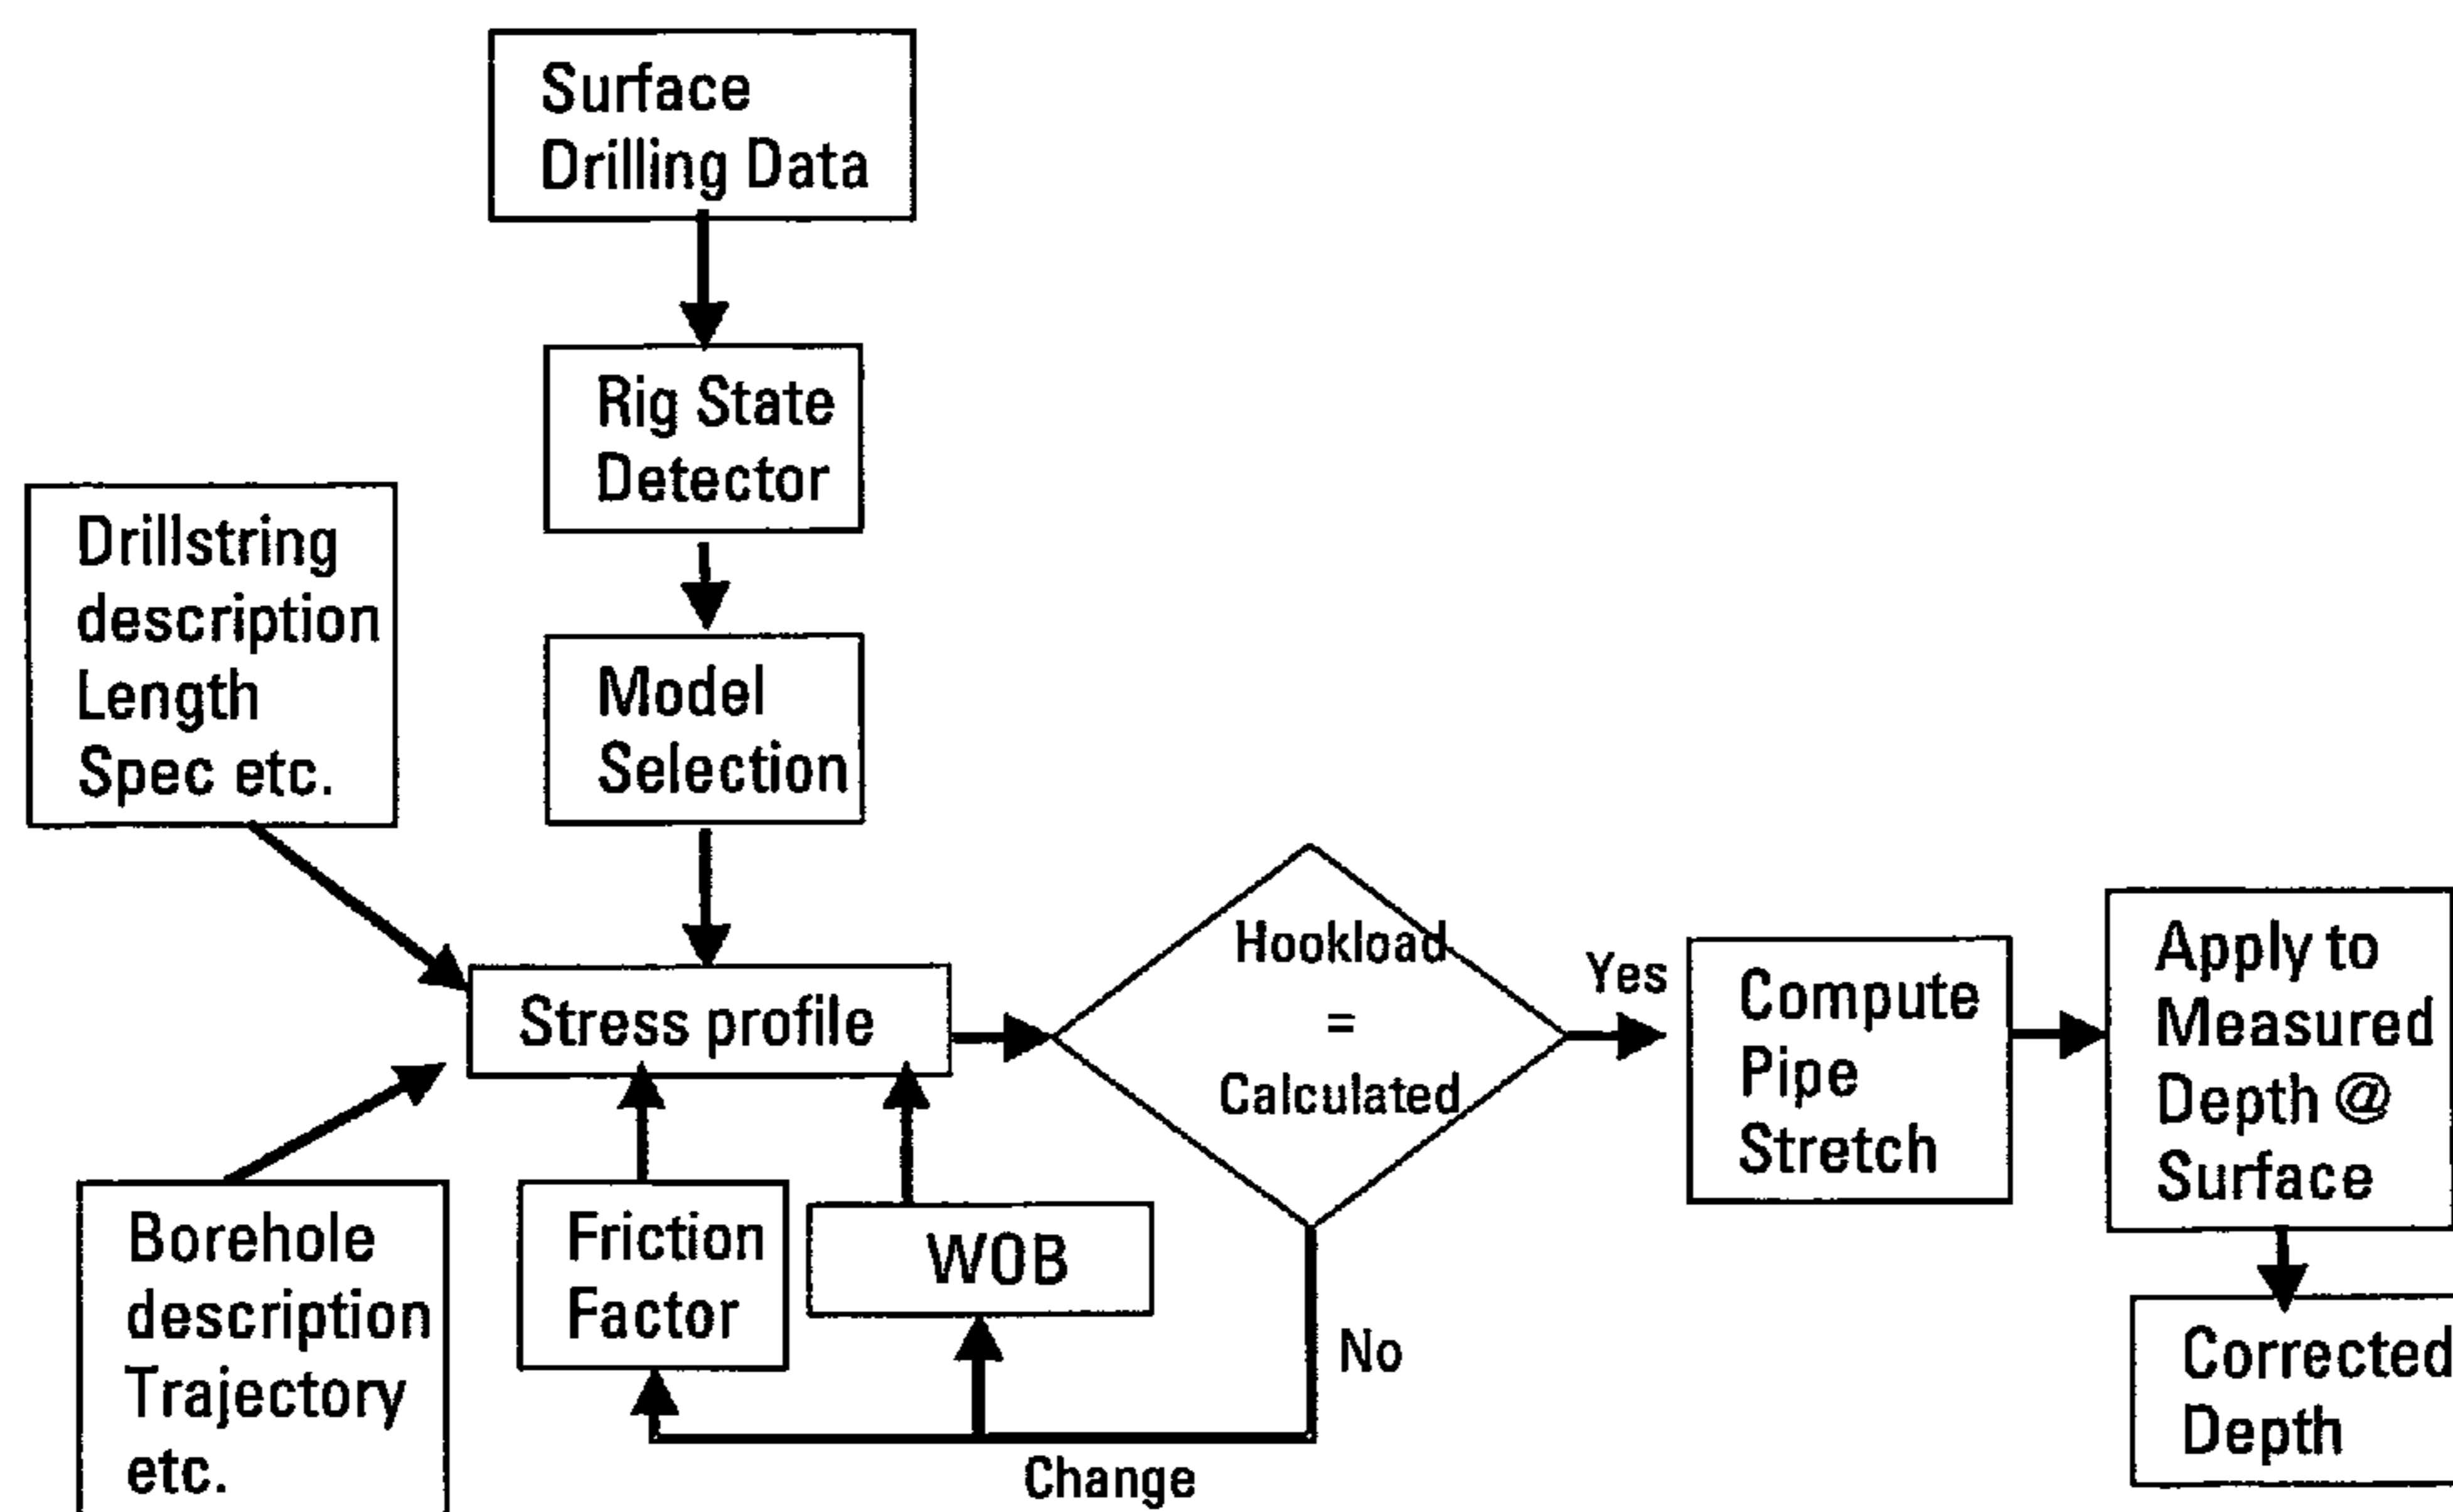 Surface
Drilling Data
Rig State
Detector
Drillstring
description
Length
Spec etc.
Model
Selection
Stress profile
Hookload
=
Calculated
Yes
Compute
Pipe
Stretch
Apply to
Measured
Depth @
Surface
Borehole
description
Trajectory
etc.
Friction
Factor
WOB
No
Change
Corrected
Depth